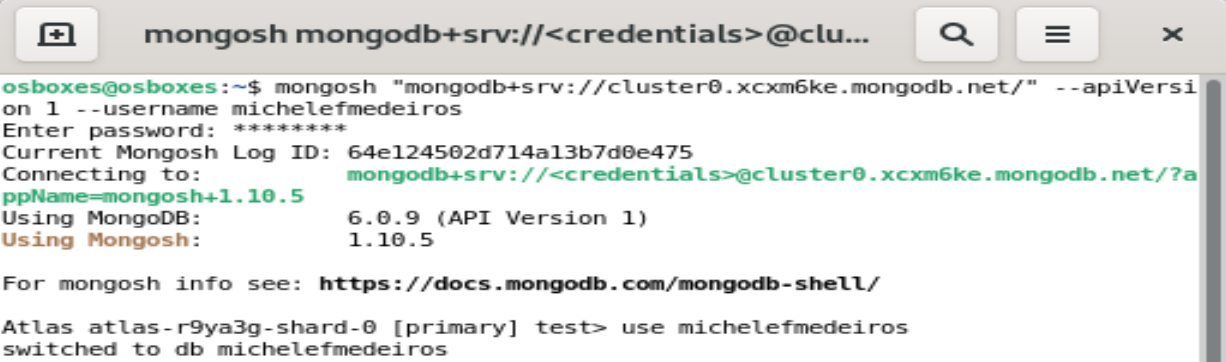 mongosh mongodb+srv://<credentials>@clu...
osboxes@osboxes:~$ mongosh "mongodb+srv://cluster0.xcxm6ke.mongodb.net/" --apiVersi
on 1 --username michelefmedeiros
Enter password: ********
Current Mongosh Log ID: 64e124502d714a13b7d0e475
Connecting to: mongodb+srv://<credentials>@cluster0.xcxm6ke.mongodb.net/?a
ppName=mongosh+1.10.5
Using MongoDB: 6.0.9 (API Version 1)
Using Mongosh: 1.10.5
For mongosh info see: https://docs.mongodb.com/mongodb-shell/
Atlas atlas-r9ya3g-shard-0 [primary] test> use michelefmedeiros
switched to db michelefmedeiros